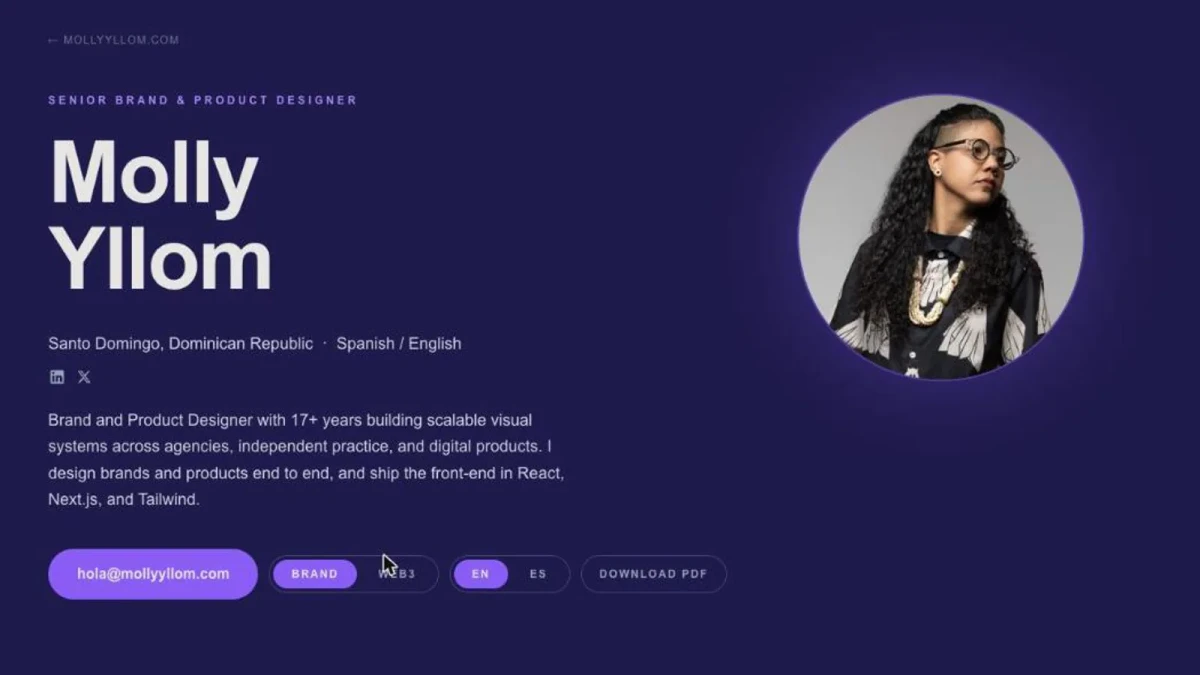 ← MOLLYYLLOM.COM
SENIOR BRAND & PRODUCT DESIGNER
Molly
Yllom
Santo Domingo, Dominican Republic · Spanish / English
Brand and Product Designer with 17+ years building scalable visual
systems across agencies, independent practice, and digital products. I
design brands and products end to end, and ship the front-end in React,
Next.js, and Tailwind.
hola@mollyyllom.com BRAND WEB3 EN ES DOWNLOAD PDF